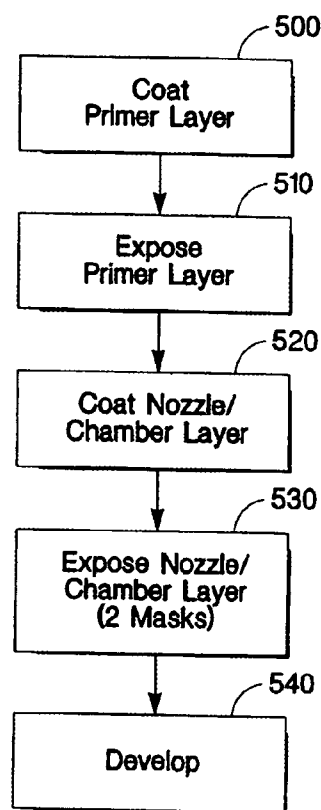 500
Coat
Primer Layer
510
Expose
Primer Layer
520
Coat Nozzle/
Chamber Layer
530
Expose Nozzle/
Chamber Layer
(2 Masks)
540
Develop